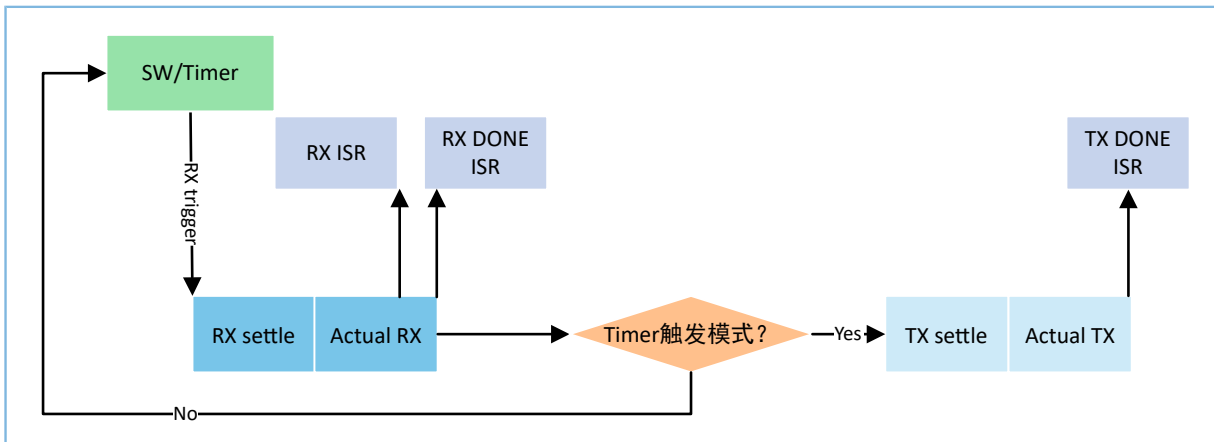 SW/Timer
RX ISR
RX DONE
ISR
TX DONE
ISR
RX trigger
RX settle
Actual RX
Timer触发模式？
Yes
TX settle
Actual TX
No